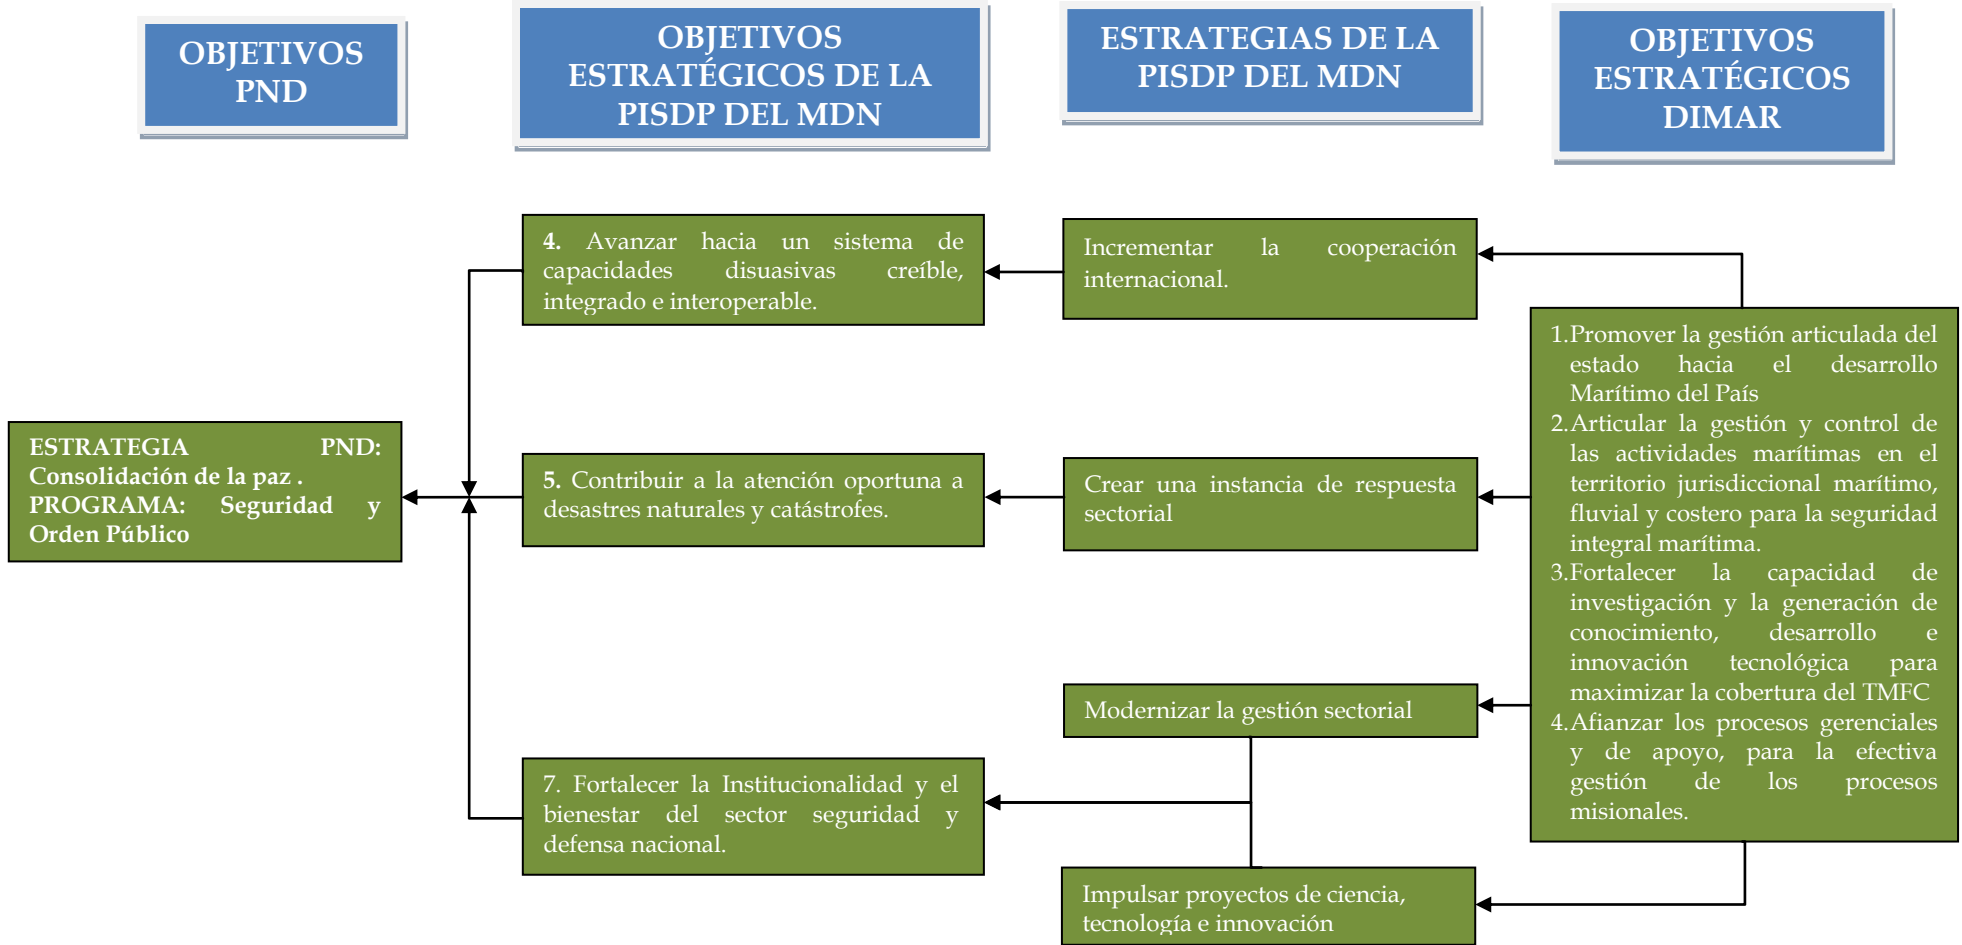 OBJETIVOS
PND
OBJETIVOS
ESTRATÉGICOS DE LA
PISDP DEL MDN
ESTRATEGIAS DE LA
PISDP DEL MDN
OBJETIVOS
ESTRATÉGICOS
DIMAR
ESTRATEGIA PND:
Consolidación de la paz .
PROGRAMA: Seguridad y
Orden Público
4. Avanzar hacia un sistema de
capacidades disuasivas creíble,
integrado e interoperable.
5. Contribuir a la atención oportuna a
desastres naturales y catástrofes.
7. Fortalecer la Institucionalidad y el
bienestar del sector seguridad y
defensa nacional.
Incrementar la cooperación
internacional.
Crear una instancia de respuesta
sectorial
Modernizar la gestión sectorial
Impulsar proyectos de ciencia,
tecnología e innovación
1.Promover la gestión articulada del
estado hacia el desarrollo
Marítimo del País
2.Articular la gestión y control de
las actividades marítimas en el
territorio jurisdiccional marítimo,
fluvial y costero para la seguridad
integral marítima.
3.Fortalecer la capacidad de
investigación y la generación de
conocimiento, desarrollo e
innovación tecnológica para
maximizar la cobertura del TMFC
4.Afianzar los procesos gerenciales
y de apoyo, para la efectiva
gestión de los procesos
misionales.